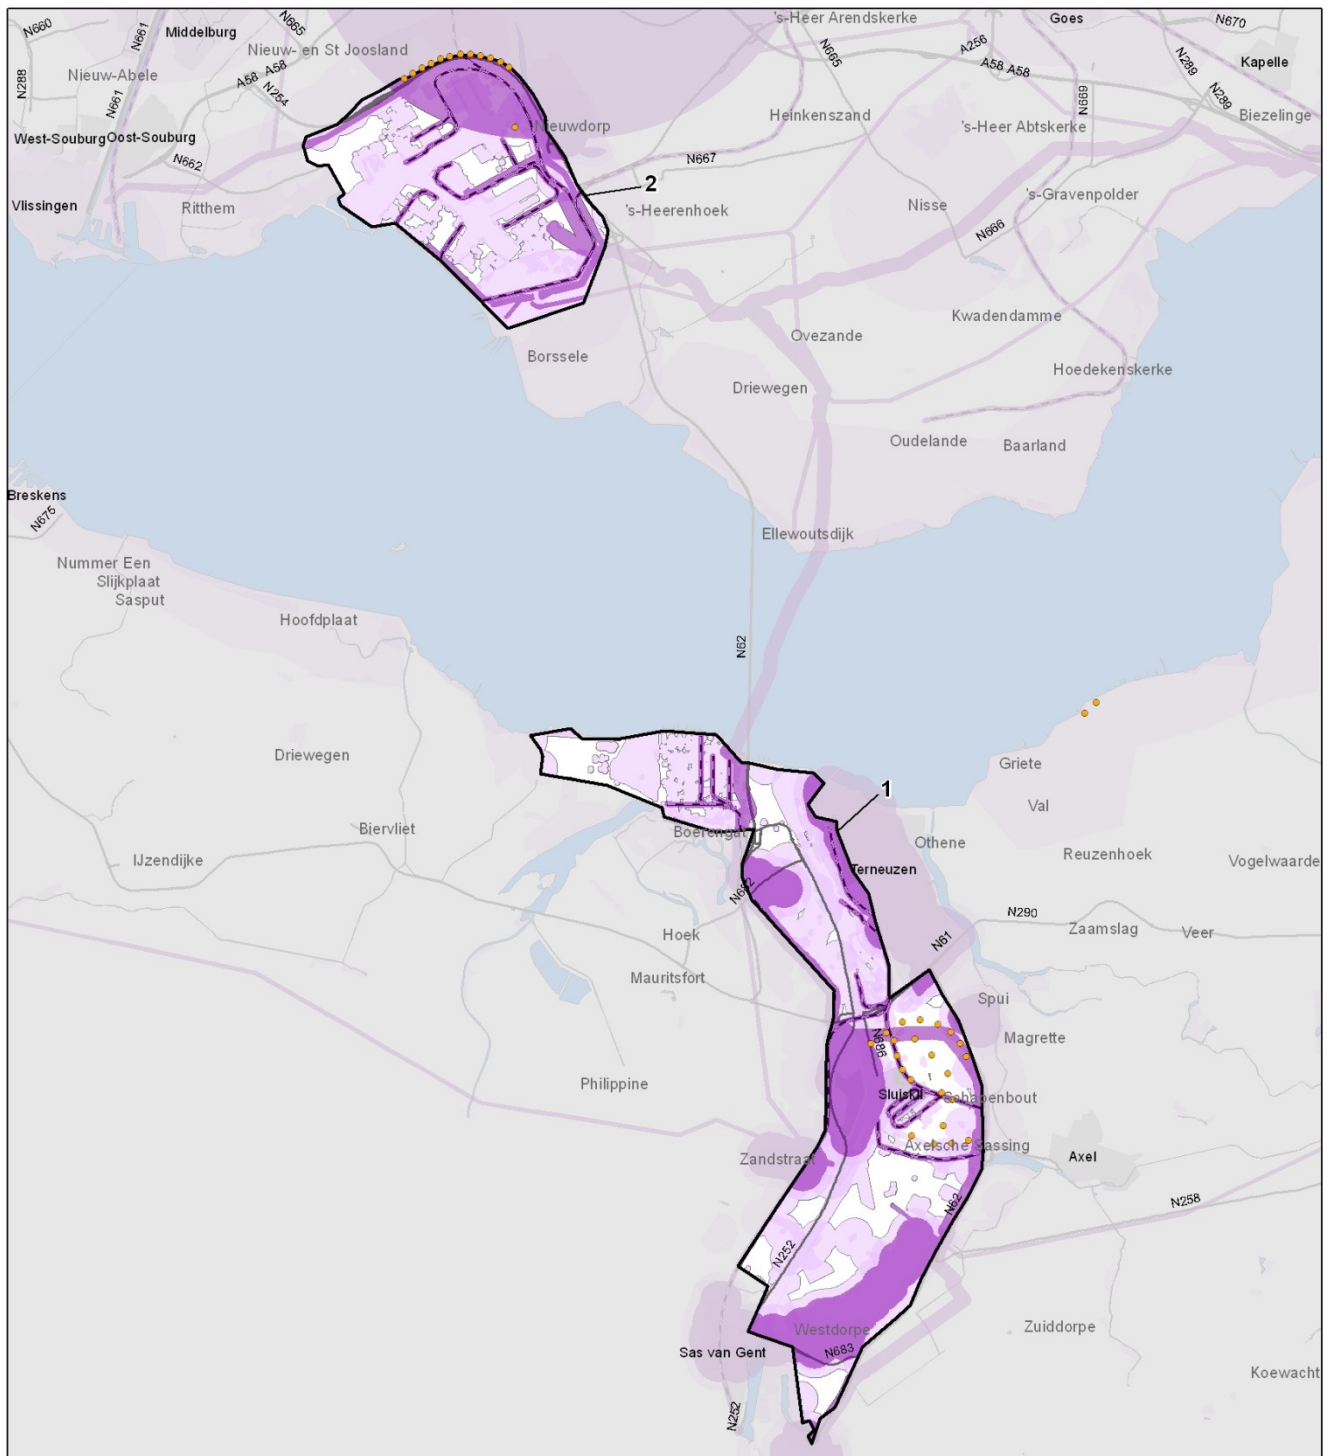 N660
N661
Middelburg
N665
's-Heer Arendskerke
Goes
N670
Nieuw- en St Joosland
N665
A256
N288
Nieuw-Abele
A58 A58
A58 A58
N289
Kapelle
N661
N254
N669
N289
West-Souburg
Oost-Souburg
Nieuwdorp
Heinkenszand
's-Heer Abtskerke
Biezelinge
N662
N667
2
Vlissingen
Ritthem
's-Heerenhoek
Nisse
's-Gravenpolder
N666
Kwadendamme
Borssele
Ovezande
Hoedekenskerke
Driewegen
Oudelande
Baarland
Breskens
N675
Ellewoutsdijk
Nummer Een
Slijkplaat
Sasput
Hoofdplaat
N62
Driewegen
Griete
1
Val
Biervliet
Boerengat
Othene
IJzendijke
Terneuzen
Reuzenhoek
Vogelwaarde
N682
N290
Hoek
N61
Zaamslag
Veer
Mauritsfort
Spui
N686
Magrette
Philippine
Sluiskil
Schapenbout
Zandstraat
Axelsche Sassing
Axel
N62
N258
N252
Westdorpe
Zuiddorpe
Sas van Gent
N683
Koewacht
N252